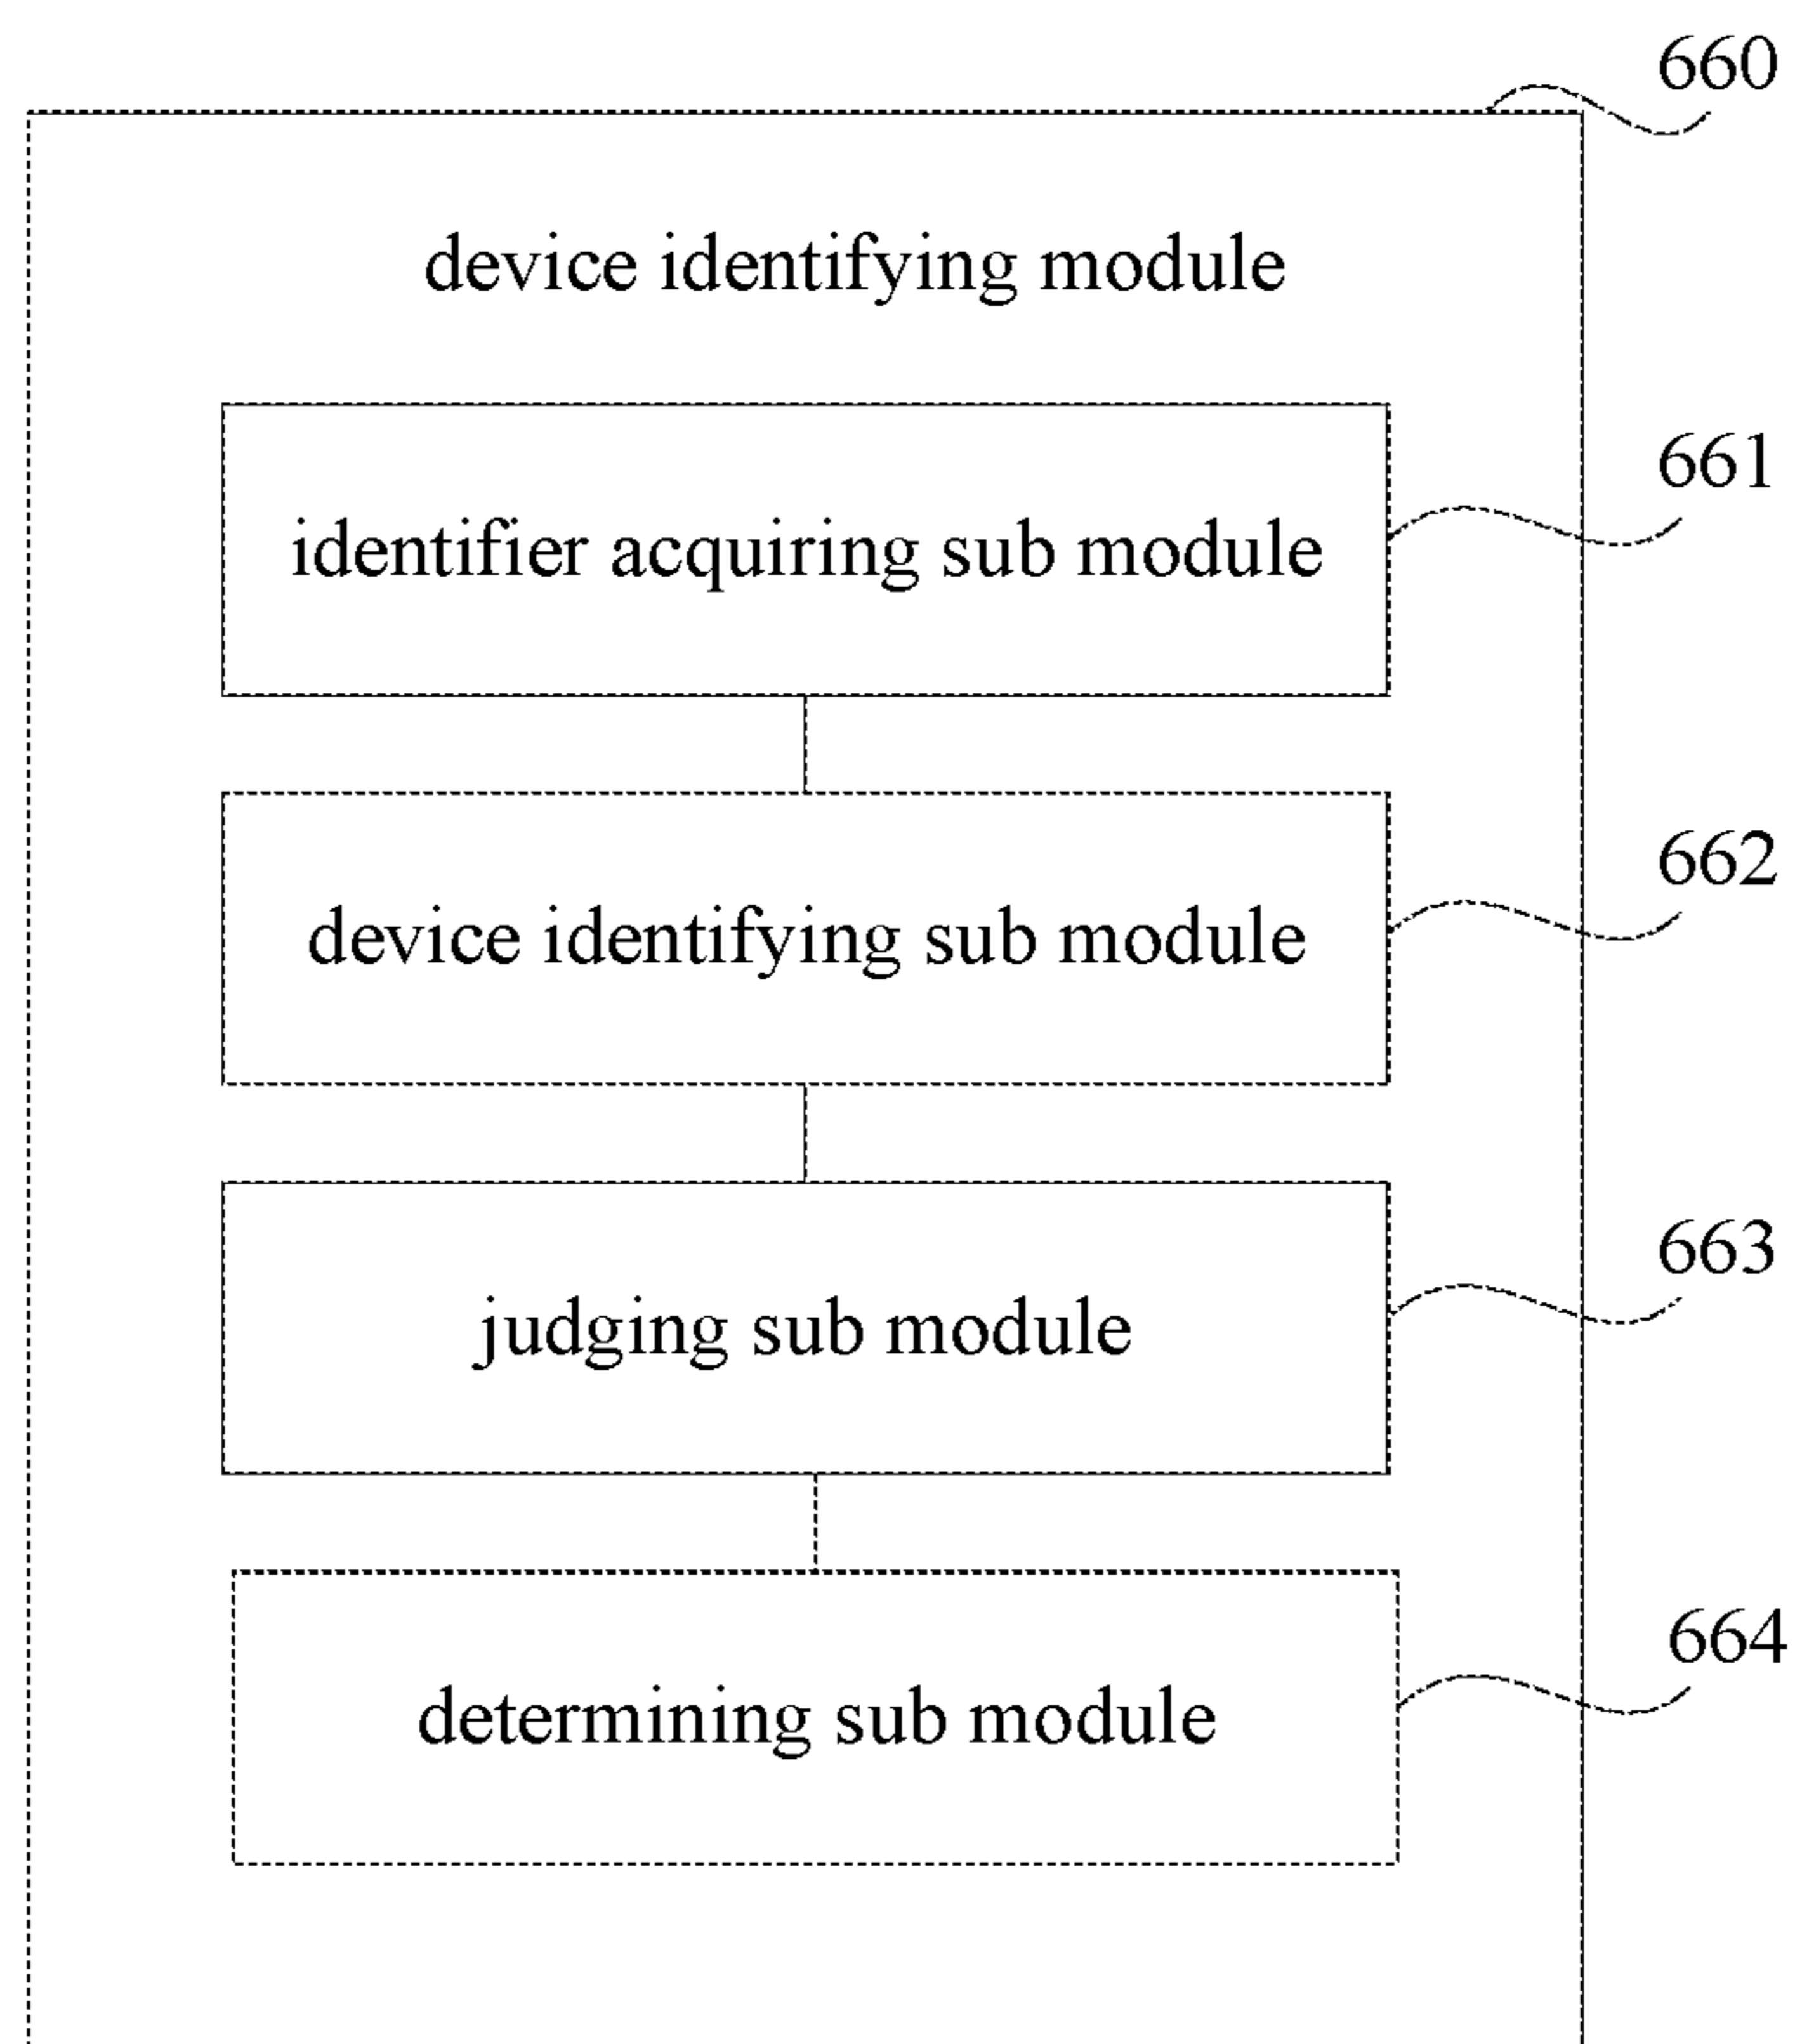 660
device identifying module
661
identifier acquiring sub module
662
device identifying sub module
663
judging sub module
664
determining sub module